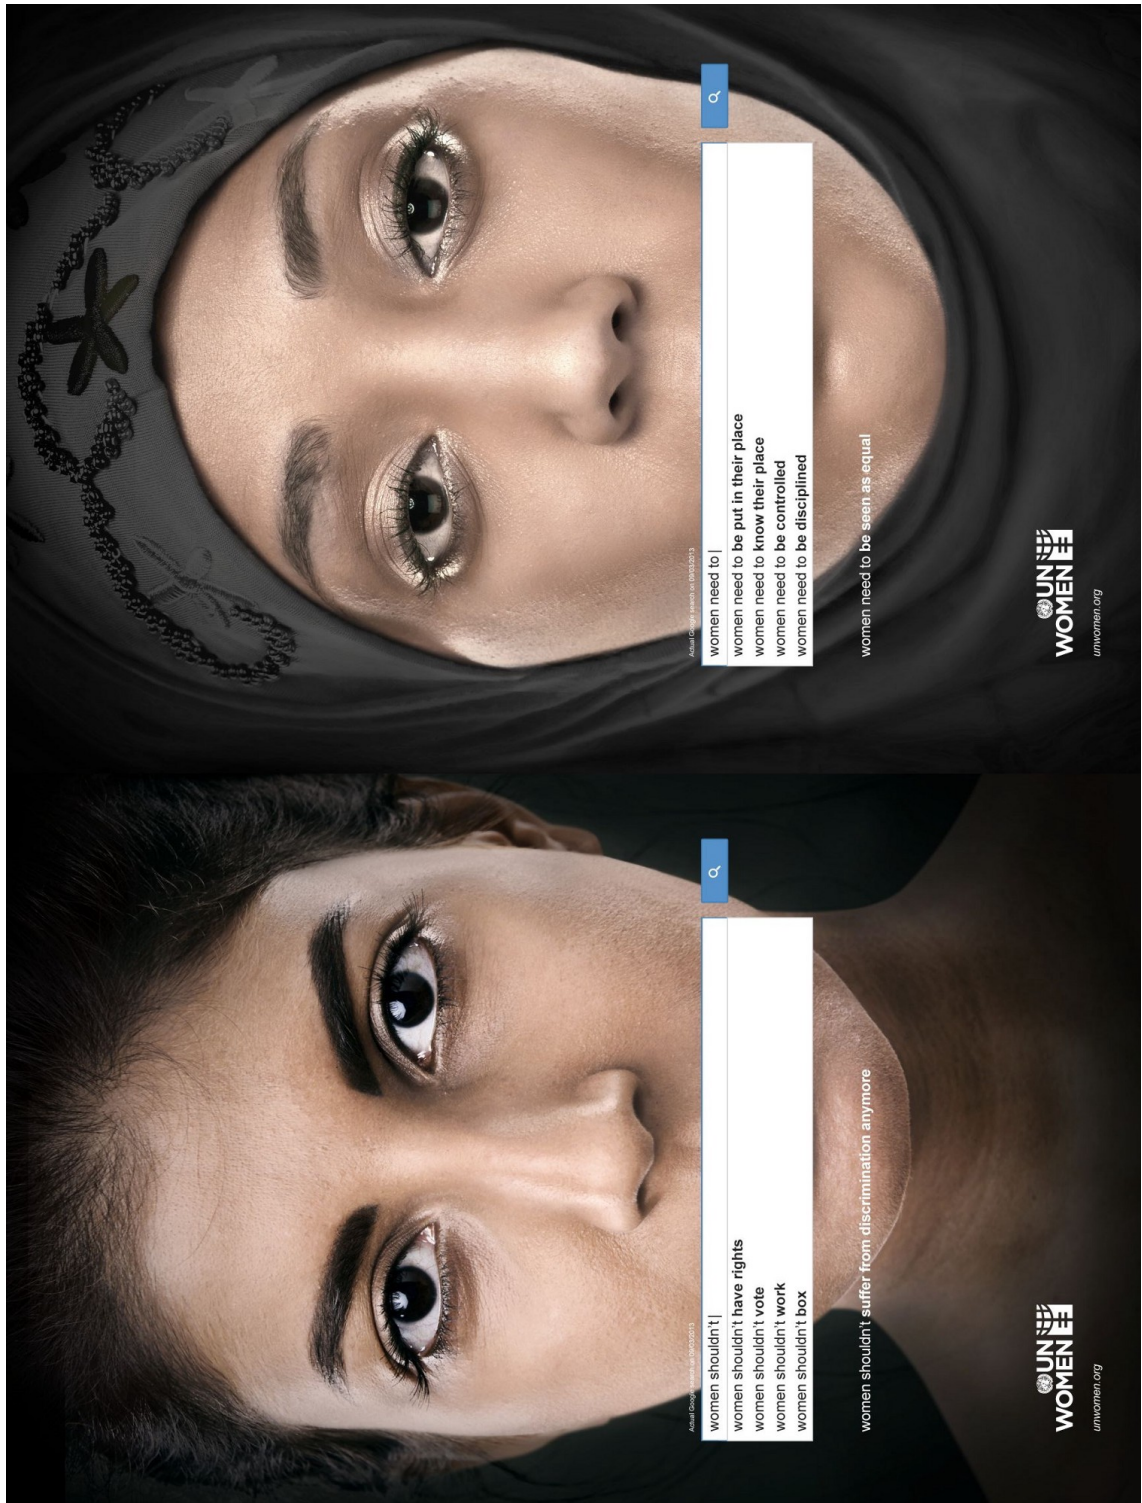 Actual Google search on 09/03/2013
women shouldn't
women shouldn't have rights
women shouldn't vote
women shouldn't work
women shouldn't box
women shouldn't suffer from discrimination anymore
UN
WOMEN
unwomen.org
Actual Google search on 09/03/2013
women need to
women need to be put in their place
women need to know their place
women need to be controlled
women need to be disciplined
women need to be seen as equal
UN
WOMEN
unwomen.org